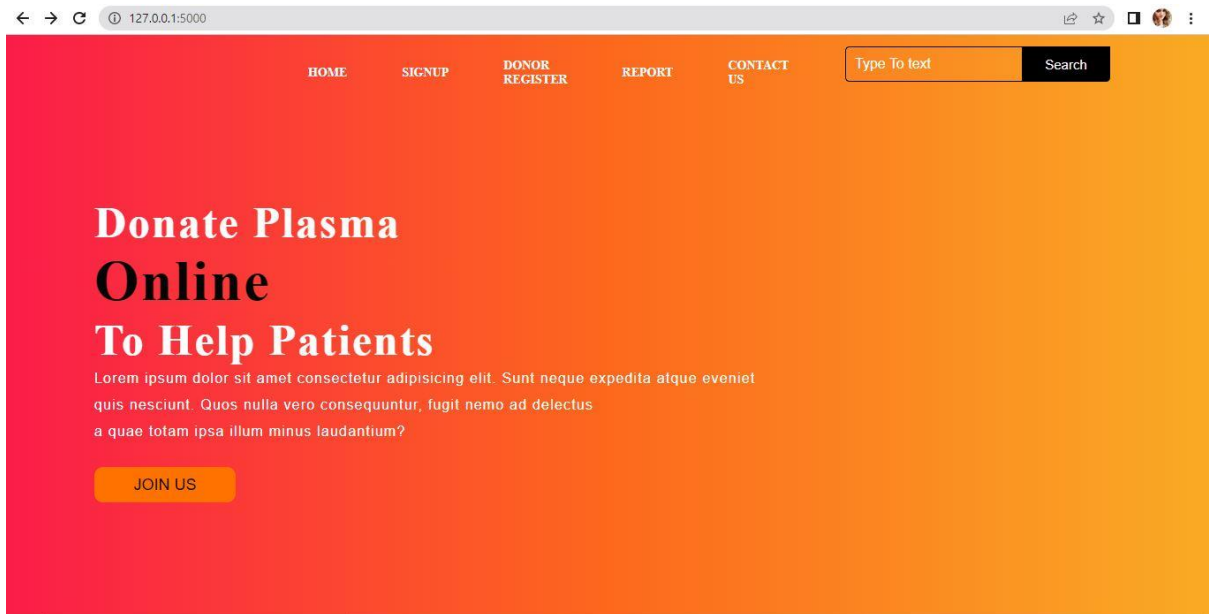 127.0.0.1:5000
HOME SIGNUP DONOR REGISTER REPORT CONTACT US Type To text Search
Donate Plasma
Online
To Help Patients
Lorem ipsum dolor sit amet consectetur adipisicing elit. Sunt neque expedita atque eveniet
quis nesciunt. Quos nulla vero consequuntur, fugit nemo ad delectus
a quae totam ipsa illum minus laudantium?
JOIN US